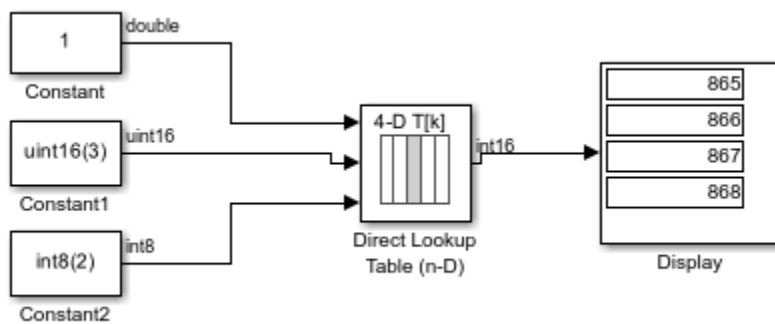 1
double
Constant
uint16(3)
uint16
Constant1
int8(2)
int8
Constant2
4-D T[k]
int16
Direct Lookup
Table (n-D)
865
866
867
868
Display